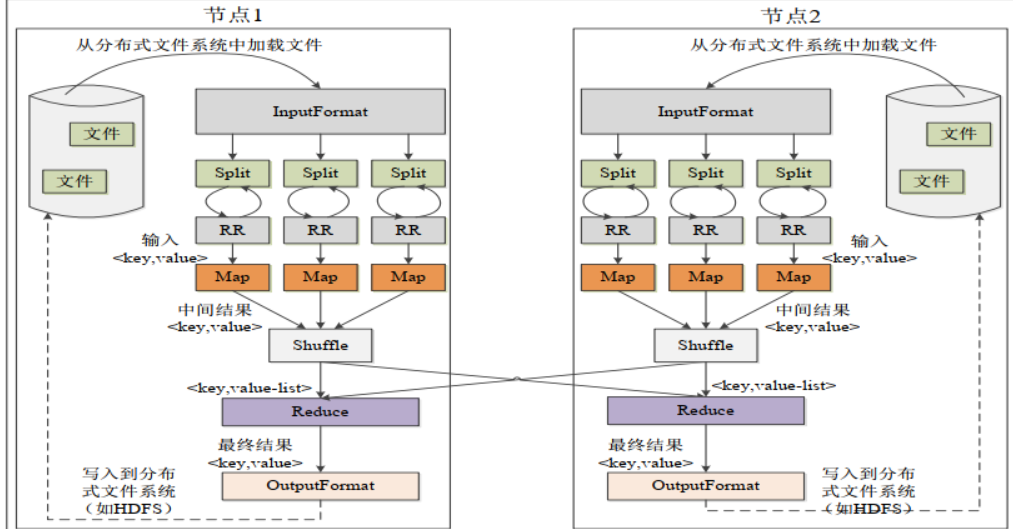 节点1
从分布式文件系统中加载文件
InputFormat
文件
文件
Split
Split
Split
RR
RR
RR
输入
<key,value>
Map
Map
Map
中间结果
<key,value>
Shuffle
<key,value-list>
Reduce
最终结果
<key,value>
OutputFormat
写入到分布
式文件系统
（如HDFS）
节点2
从分布式文件系统中加载文件
InputFormat
文件
文件
Split
Split
Split
RR
RR
RR
输入
<key,value>
Map
Map
Map
中间结果
<key,value>
Shuffle
<key,value-list>
Reduce
最终结果
<key,value>
OutputFormat
写入到分布
式文件系统
（如HDFS）